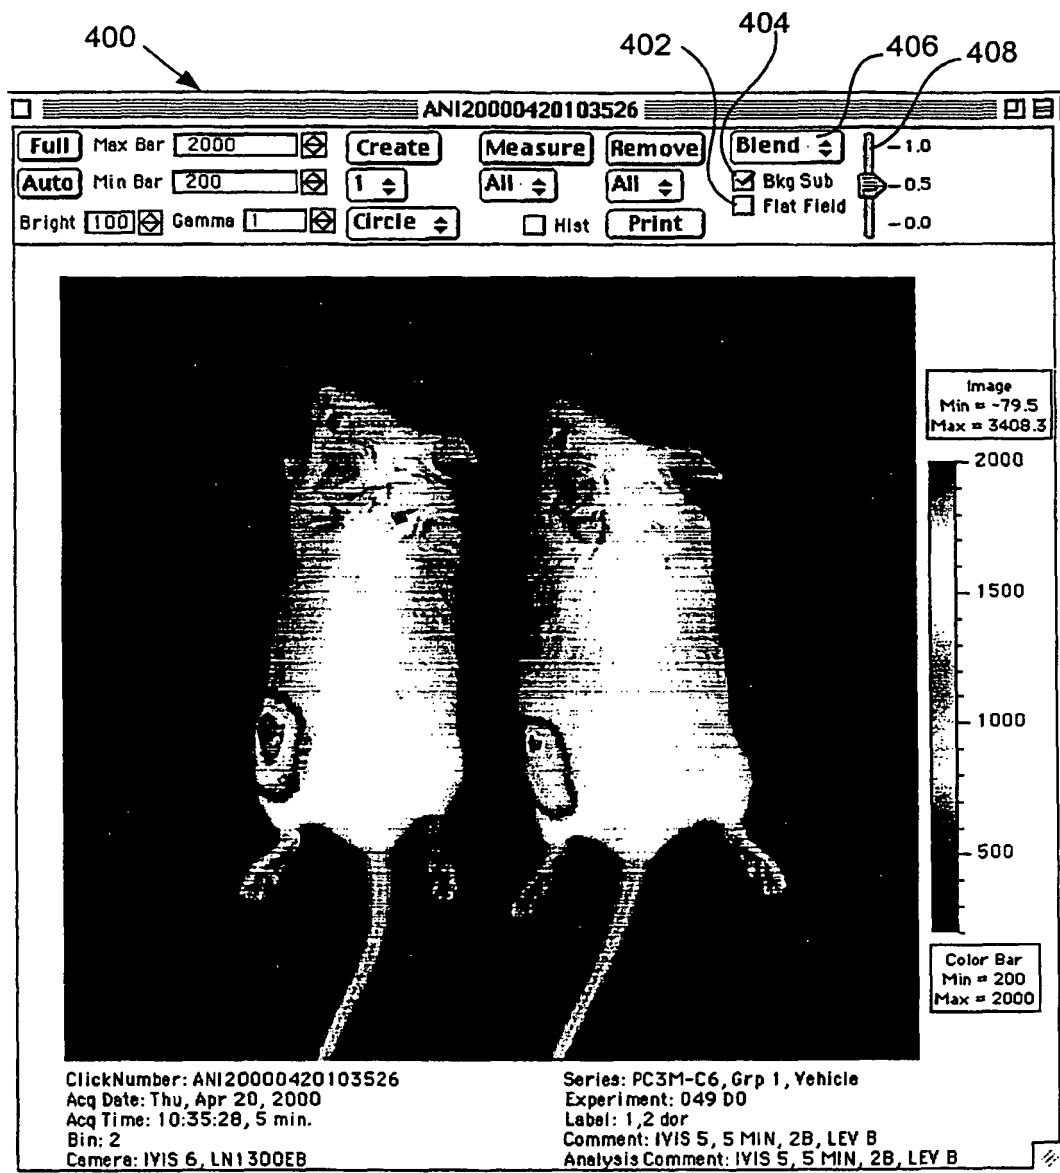 400
402
404
406
408
ANI20000420103526
Full Max Bar 2000 Create Measure Remove Blend 1.0
Auto Min Bar 200 1 All All Bkg Sub 0.5
Flat Field
Bright 100 Gamma 1 Circle Hist Print 0.0
Image
Min = -79.5
Max = 3408.3
2000
1500
1000
500
Color Bar
Min = 200
Max = 2000
ClickNumber: ANI20000420103526
Acq Date: Thu, Apr 20, 2000
Acq Time: 10:35:28, 5 min.
Bin: 2
Camera: IVIS 6, LN1300EB
Series: PC3M-C6, Grp 1, Vehicle
Experiment: 049 D0
Label: 1,2 dor
Comment: IVIS 5, 5 MIN, 2B, LEV B
Analysis Comment: IVIS 5, 5 MIN, 2B, LEV B